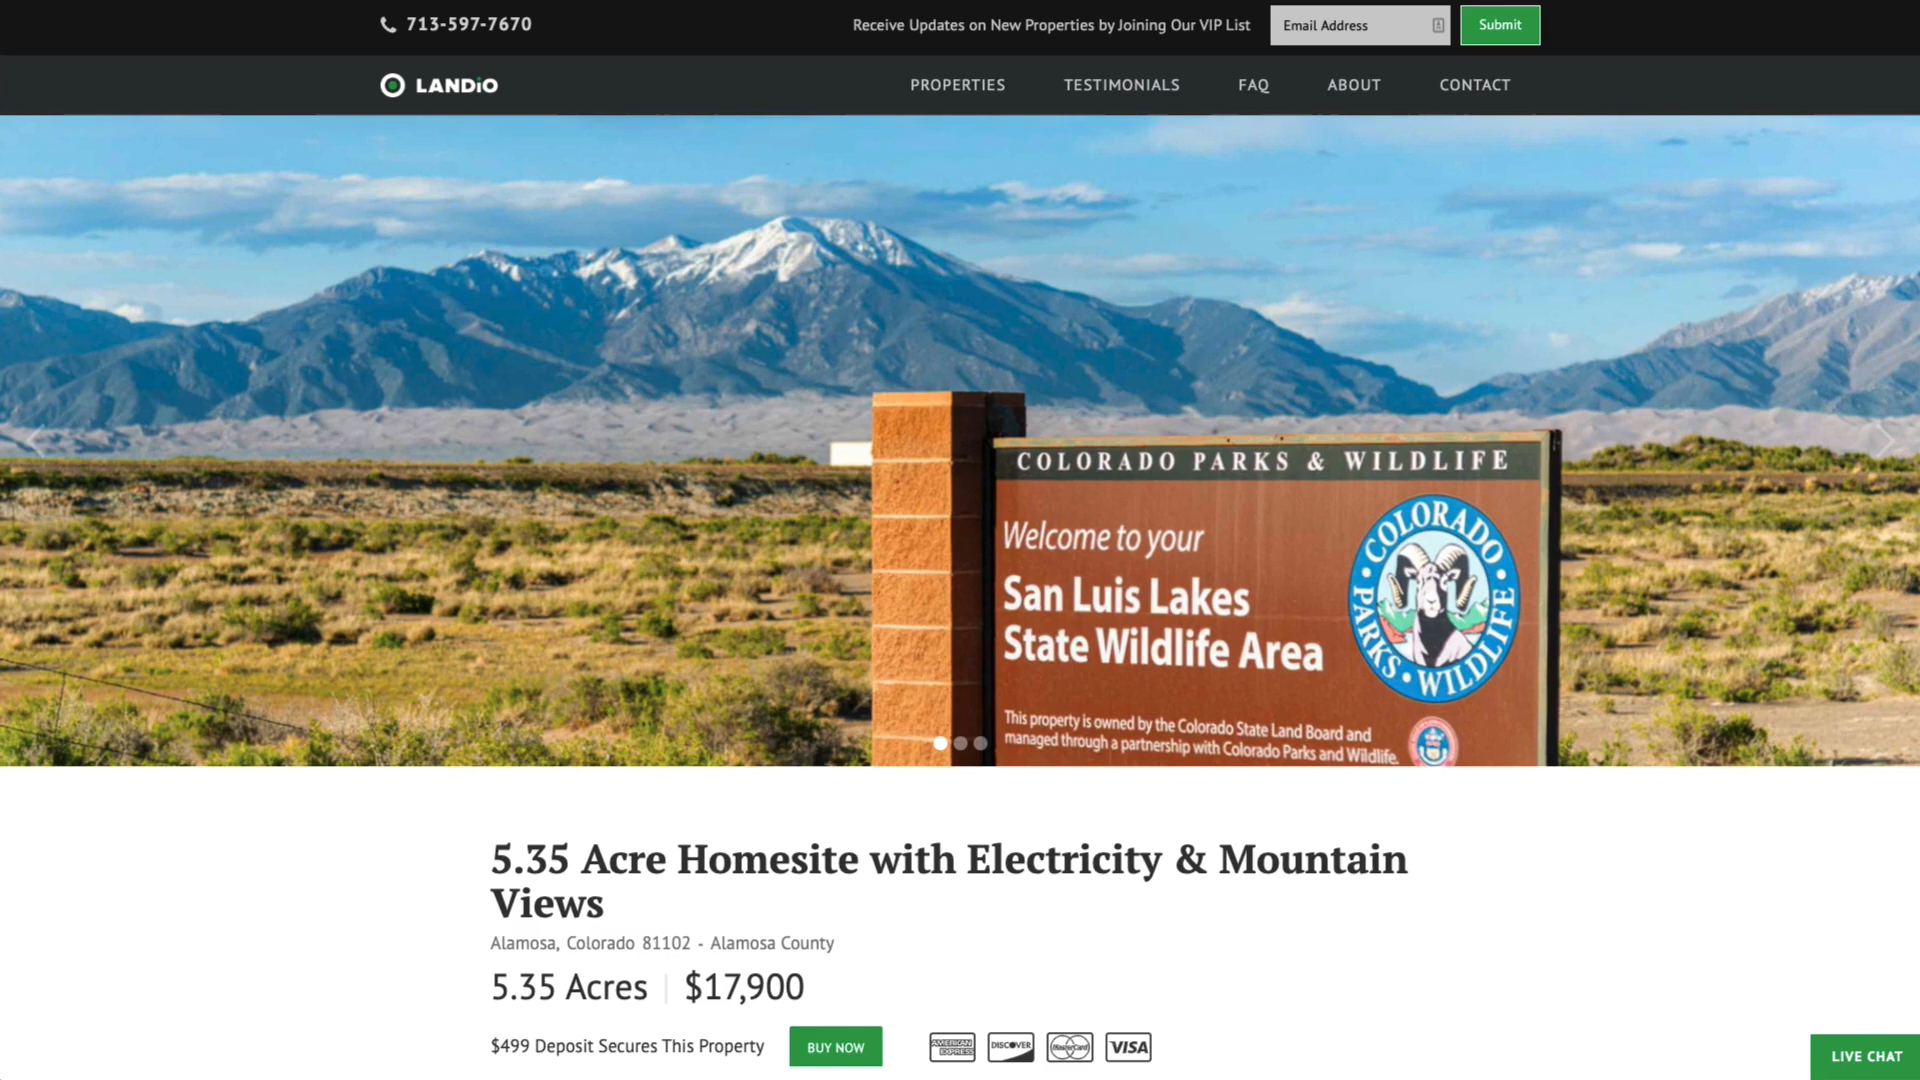 713-597-7670
Receive Updates on New Properties by Joining Our VIP List
Email Address
Submit
LANDiO
PROPERTIES
TESTIMONIALS
FAQ
ABOUT
CONTACT
COLORADO PARKS & WILDLIFE
Welcome to your
San Luis Lakes
State Wildlife Area
COLORADO
PARKS • WILDLIFE
This property is owned by the Colorado State Land Board and
managed through a partnership with Colorado Parks and Wildlife.
5.35 Acre Homesite with Electricity & Mountain
Views
Alamosa, Colorado 81102 - Alamosa County
5.35 Acres | $17,900
$499 Deposit Secures This Property
BUY NOW
AMERICAN
EXPRESS
DISCOVER
MasterCard
VISA
LIVE CHAT